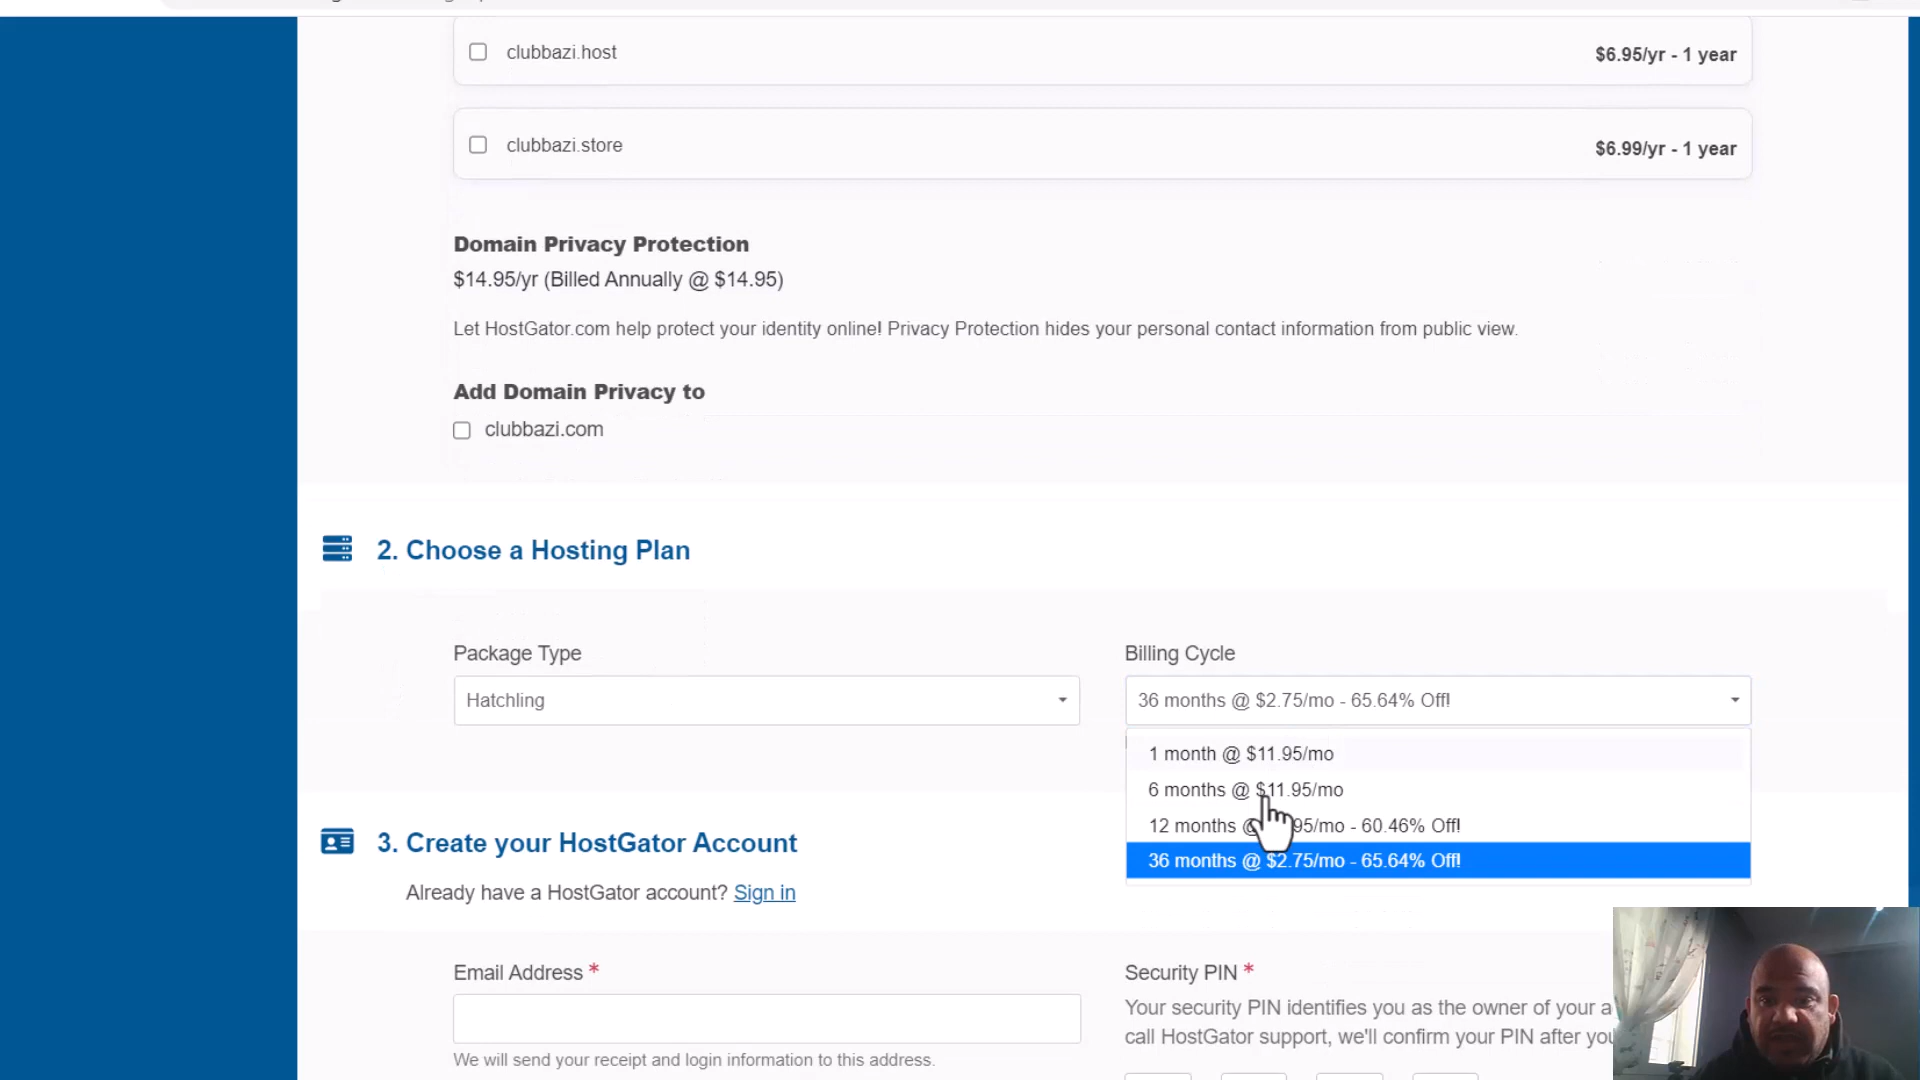 clubbazi.host
$6.95/yr - 1 year
clubbazi.store
$6.99/yr - 1 year
Domain Privacy Protection
$14.95/yr (Billed Annually @ $14.95)
Let HostGator.com help protect your identity online! Privacy Protection hides your personal contact information from public view.
Add Domain Privacy to
clubbazi.com
2. Choose a Hosting Plan
Package Type
Hatchling
Billing Cycle
36 months @ $2.75/mo - 65.64% Off!
1 month @ $11.95/mo
6 months @ $11.95/mo
12 months 95/mo - 60.46% Off!
36 months @ $2.75/mo - 65.64% Off!
3. Create your HostGator Account
Already have a HostGator account? Sign in
Email Address *
We will send your receipt and login information to this address.
Security PIN *
Your security PIN identifies you as the owner of your a
call HostGator support, we'll confirm your PIN after you